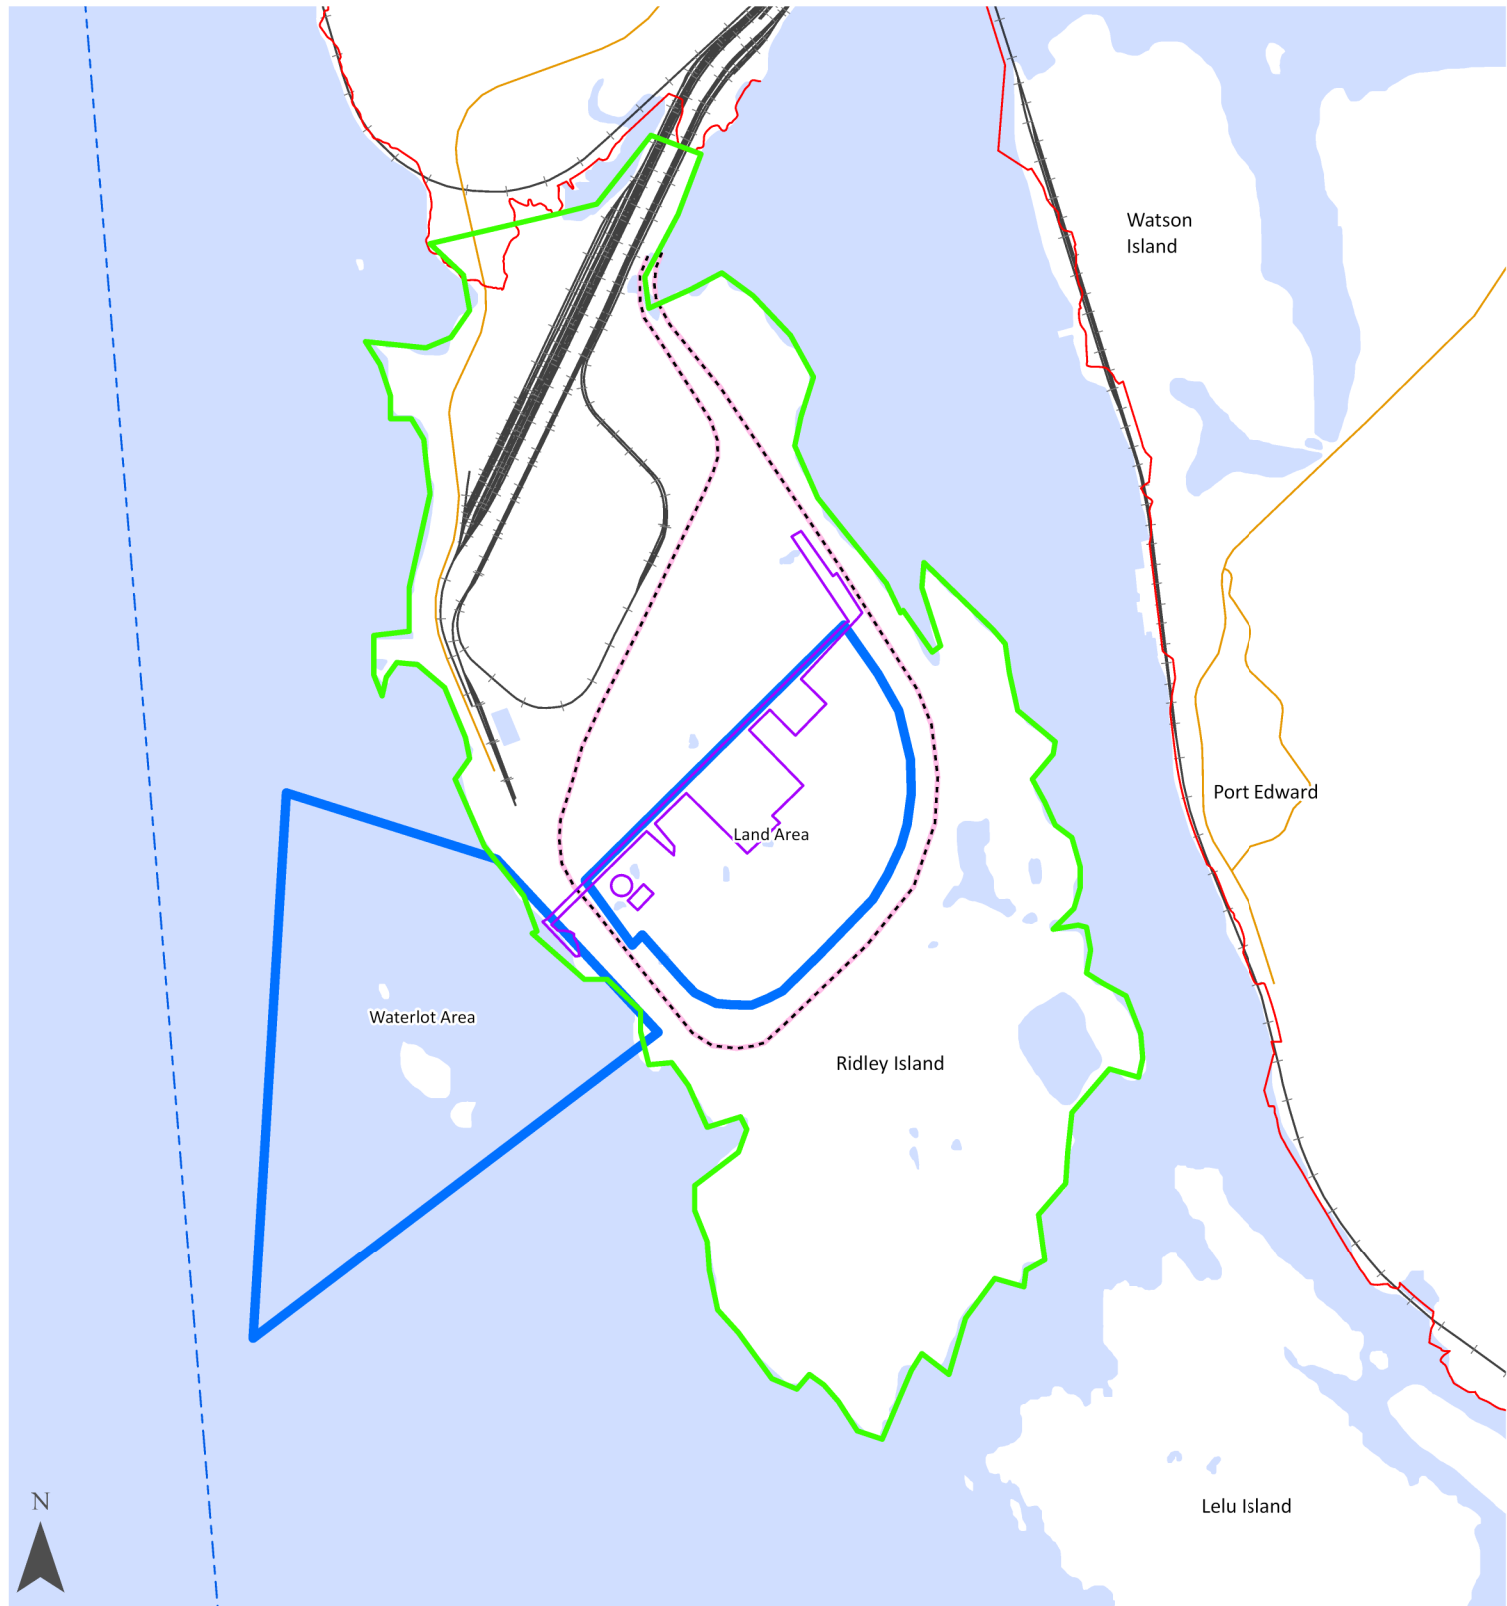 Watson
Island
Port Edward
Land Area
Waterlot Area
Ridley Island
N
Lelu Island